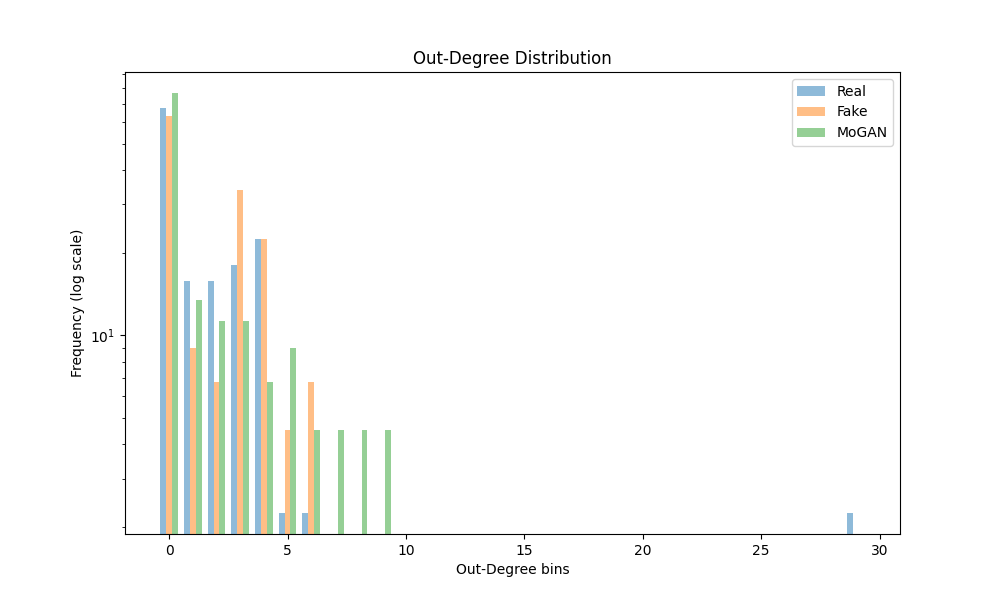 Out-Degree Distribution
Real
Fake
MoGAN
Frequency (log scale)
10¹
0 5 10 15 20 25 30
Out-Degree bins